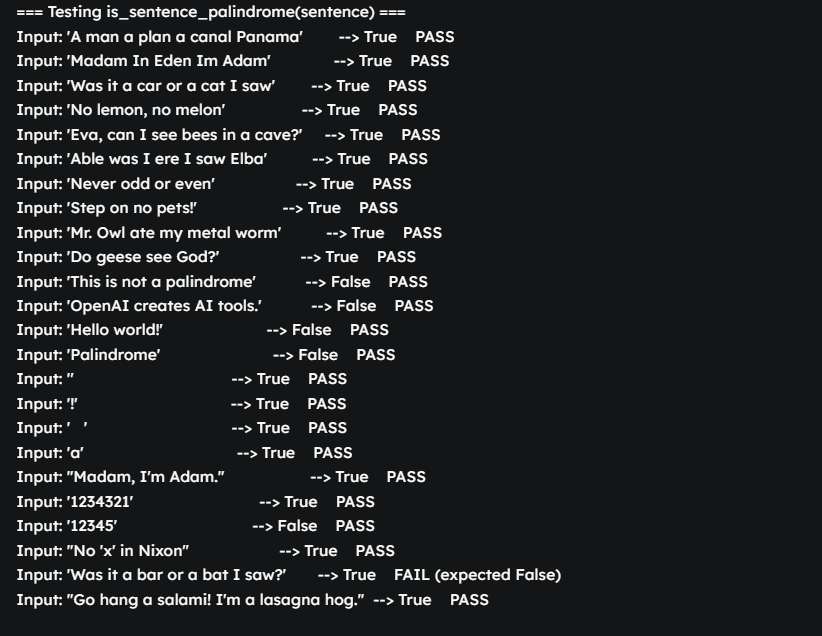 === Testing is_sentence_palindrome(sentence) ===
Input: 'A man a plan a canal Panama' --> True PASS
Input: 'Madam In Eden Im Adam' --> True PASS
Input: 'Was it a car or a cat I saw' --> True PASS
Input: 'No lemon, no melon' --> True PASS
Input: 'Eva, can I see bees in a cave?' --> True PASS
Input: 'Able was I ere I saw Elba' --> True PASS
Input: 'Never odd or even' --> True PASS
Input: 'Step on no pets!' --> True PASS
Input: 'Mr. Owl ate my metal worm' --> True PASS
Input: 'Do geese see God?' --> True PASS
Input: 'This is not a palindrome' --> False PASS
Input: 'OpenAI creates AI tools.' --> False PASS
Input: 'Hello world!' --> False PASS
Input: 'Palindrome' --> False PASS
Input: '' --> True PASS
Input: '!' --> True PASS
Input: '   ' --> True PASS
Input: 'a' --> True PASS
Input: "Madam, I'm Adam." --> True PASS
Input: '1234321' --> True PASS
Input: '12345' --> False PASS
Input: "No 'x' in Nixon" --> True PASS
Input: 'Was it a bar or a bat I saw?' --> True FAIL (expected False)
Input: "Go hang a salami! I'm a lasagna hog." --> True PASS